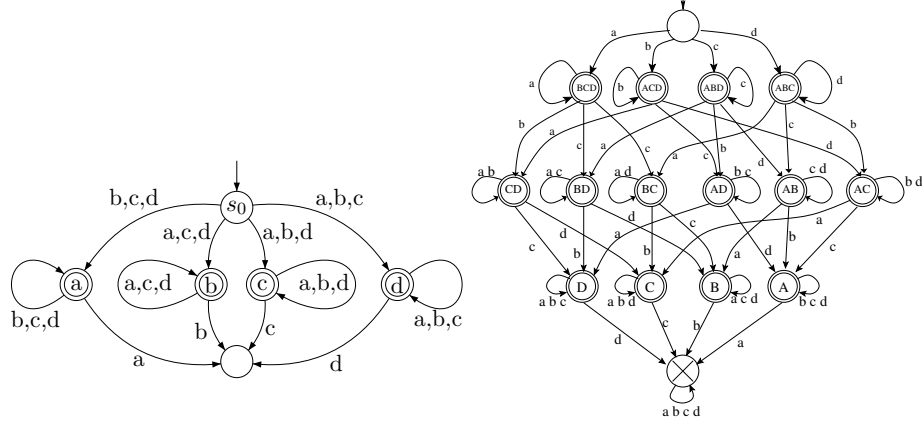 b,c,d s₀ a,b,c
a,c,d a,b,d
a a,c,d b c a,b,d d
b,c,d a,b,c
b c
a d
a b c d
a BCD b ACD ABD c ABC d
b c a c a c b d a c b d
a b CD a c BD a d BC AD b c AB c d AC b d
c d b d b c a d a b a c
D C B A
a b c a b d a c d b c d
d c b a
a b c d